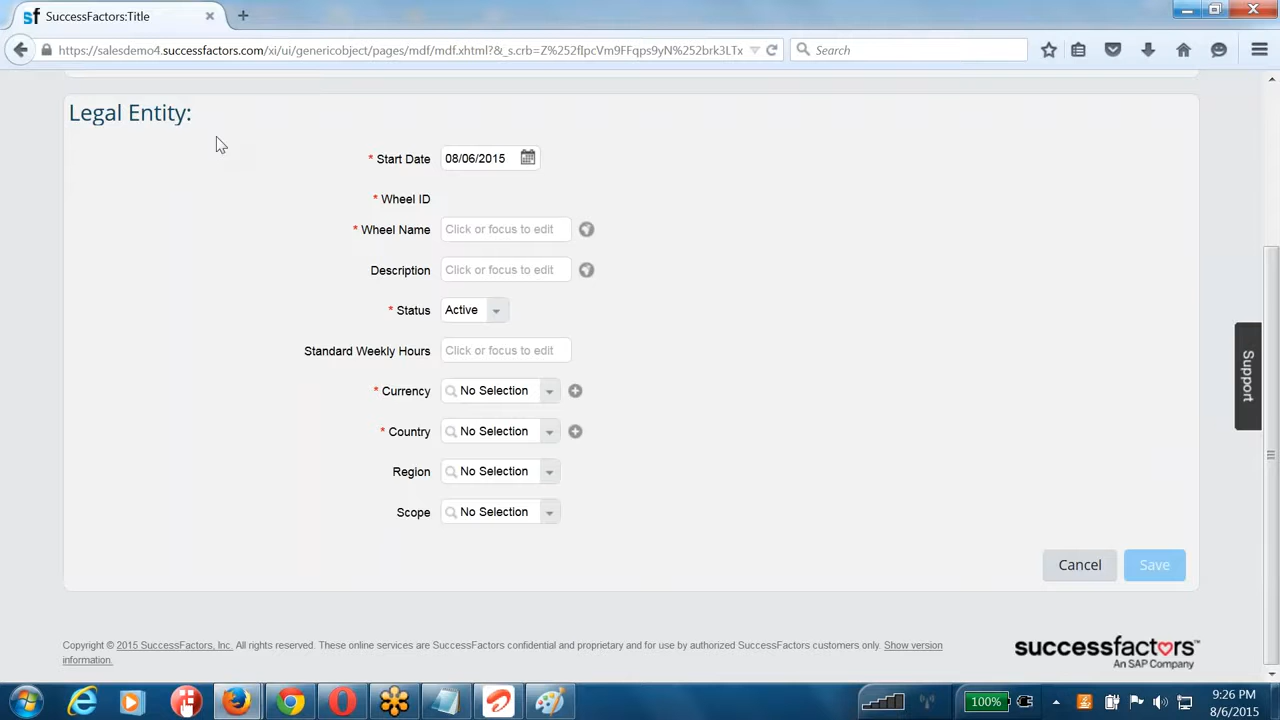 SuccessFactors:Title
https://salesdemo4.successfactors.com/xi/ui/genericobject/pages/mdf/mdf.xhtml?&_s.crb=Z%252flpcVm9FFqps9yN%252brk3LTx
Search
Legal Entity:
* Start Date 08/06/2015
* Wheel ID
* Wheel Name Click or focus to edit
Description Click or focus to edit
* Status Active
Standard Weekly Hours Click or focus to edit
* Currency No Selection
* Country No Selection
Region No Selection
Scope No Selection
Cancel Save
Support
Copyright © 2015 SuccessFactors, Inc. All rights reserved. These online services are SuccessFactors confidential and proprietary and for use by authorized SuccessFactors customers only. Show version
information.
successfactors™
An SAP Company
100%
9:26 PM
8/6/2015